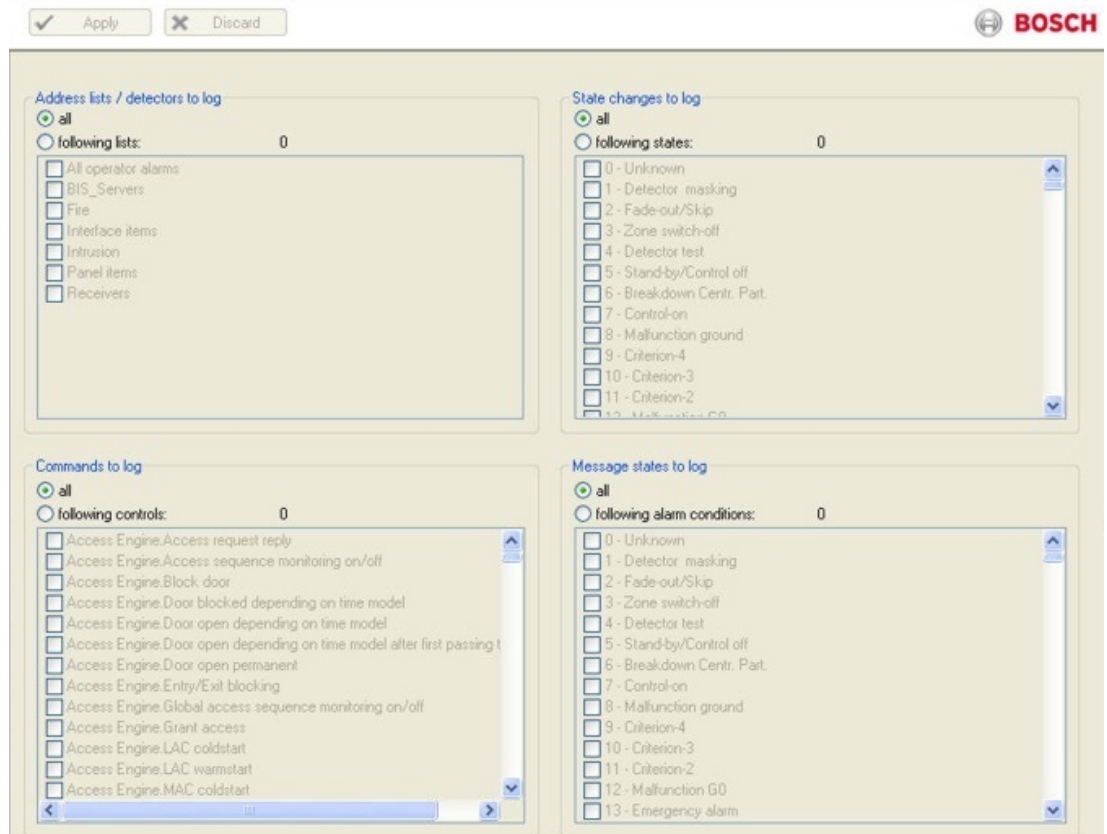 Apply
Discard
BOSCH
Address lists / detectors to log
all
following lists: 0
All operator alarms
BIS_Servers
Fire
Interface items
Intrusion
Panel items
Receivers
State changes to log
all
following states: 0
0 - Unknown
1 - Detector masking
2 - Fade-out/Skip
3 - Zone switch-off
4 - Detector test
5 - Stand-by/Control off
6 - Breakdown Centr. Part.
7 - Control-on
8 - Malfunction ground
9 - Criterion-4
10 - Criterion-3
11 - Criterion-2
12 - Malfunction G0
Commands to log
all
following controls: 0
Access Engine.Access request reply
Access Engine.Access sequence monitoring on/off
Access Engine.Block door
Access Engine.Door blocked depending on time model
Access Engine.Door open depending on time model
Access Engine.Door open depending on time model after first passing t
Access Engine.Door open permanent
Access Engine.Entry/Exit blocking
Access Engine.Global access sequence monitoring on/off
Access Engine.Grant access
Access Engine.LAC coldstart
Access Engine.LAC warmstart
Access Engine.MAC coldstart
Message states to log
all
following alarm conditions: 0
0 - Unknown
1 - Detector masking
2 - Fade-out/Skip
3 - Zone switch-off
4 - Detector test
5 - Stand-by/Control off
6 - Breakdown Centr. Part.
7 - Control-on
8 - Malfunction ground
9 - Criterion-4
10 - Criterion-3
11 - Criterion-2
12 - Malfunction G0
13 - Emergency alarm